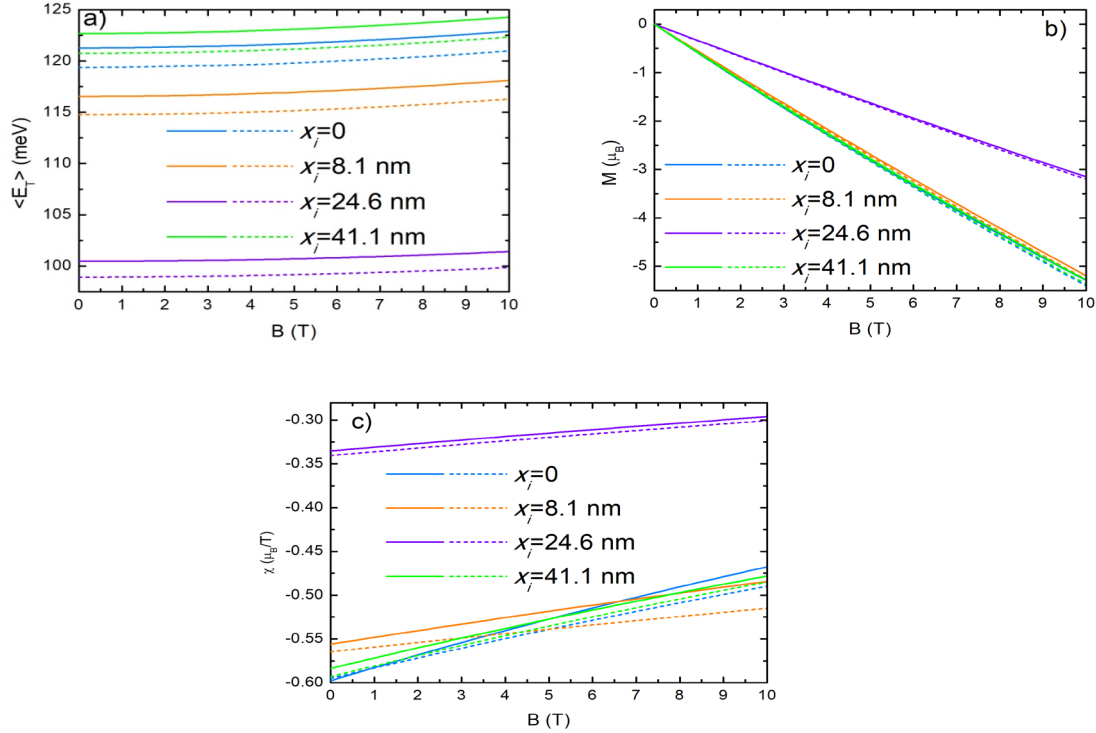 a)
125
120
115
110
105
100
<E_T> (meV)
x_i=0
x_i=8.1 nm
x_i=24.6 nm
x_i=41.1 nm
0 1 2 3 4 5 6 7 8 9 10
B (T)
b)
0
-1
-2
-3
-4
-5
M (μ_B)
x_i=0
x_i=8.1 nm
x_i=24.6 nm
x_i=41.1 nm
0 1 2 3 4 5 6 7 8 9 10
B (T)
c)
-0.30
-0.35
-0.40
-0.45
-0.50
-0.55
-0.60
χ (μ_B/T)
x_i=0
x_i=8.1 nm
x_i=24.6 nm
x_i=41.1 nm
0 1 2 3 4 5 6 7 8 9 10
B (T)